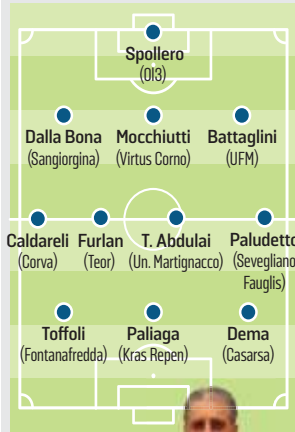 Spollero
(OI3)
Dalla Bona Mocchiutti Battaglini
(Sangiorgina) (Virtus Corno) (UFM)
Caldareli Furlan T. Abdulai Paludetto
(Corva) (Teor) (Un. Martignacco) (Sevegliano
Fauglis)
Toffoli Paliaga Dema
(Fontanafredda) (Kras Repen) (Casarsa)